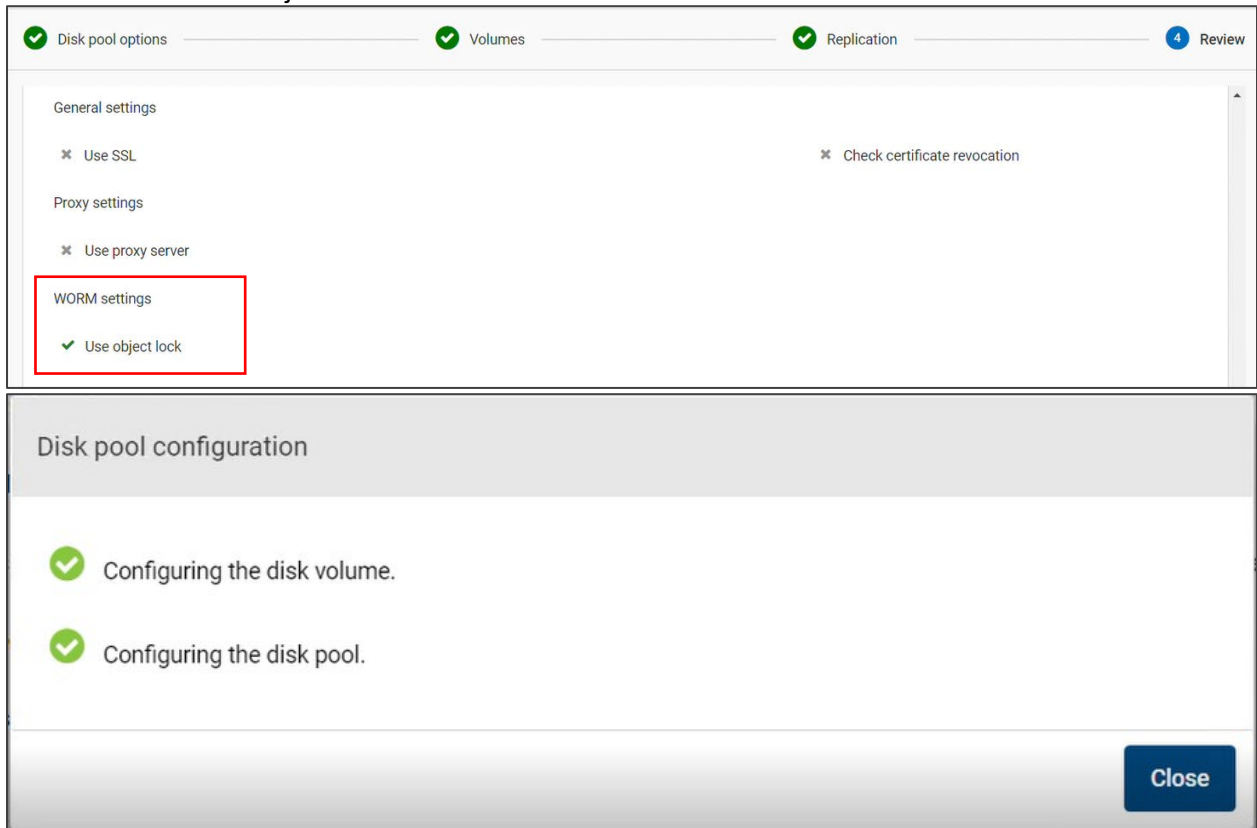 Disk pool options Volumes Replication 4 Review
General settings
Use SSL Check certificate revocation
Proxy settings
Use proxy server
WORM settings
Use object lock
Disk pool configuration
Configuring the disk volume.
Configuring the disk pool.
Close